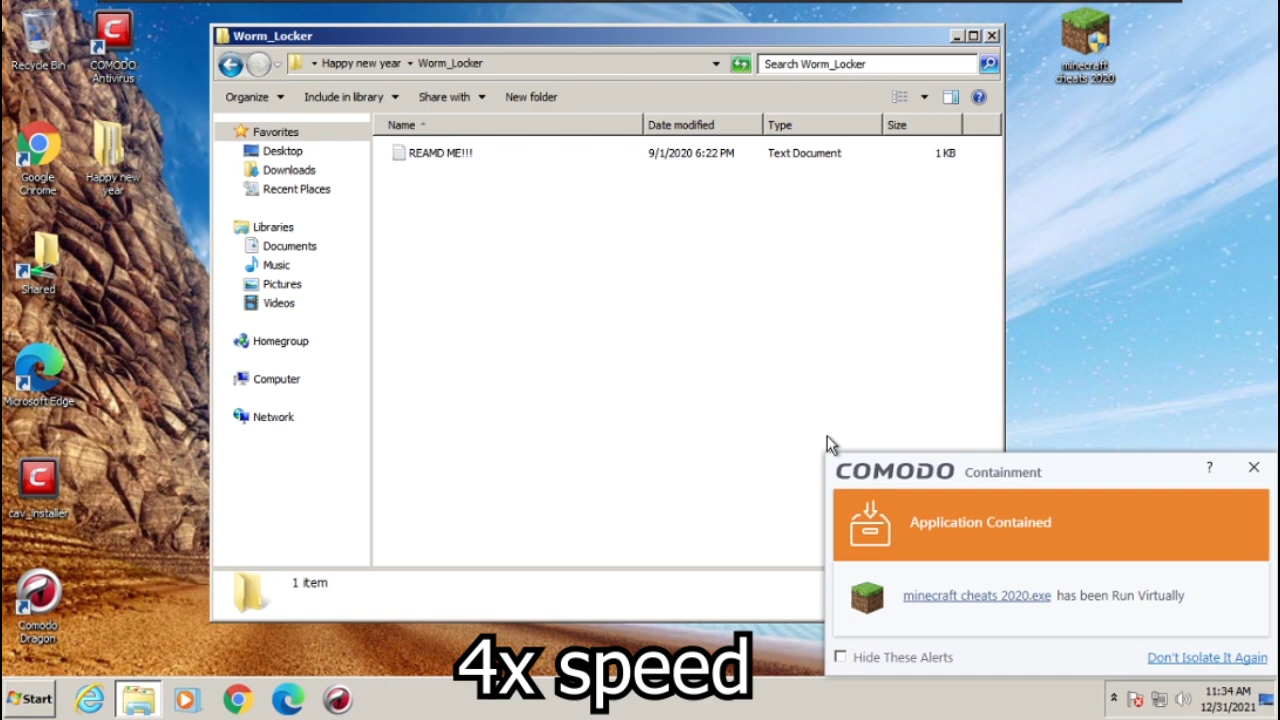 Recycle Bin
COMODO
Antivirus
Google
Chrome
Happy new
year
Shared
Microsoft Edge
cav_installer
Comodo
Dragon
minecraft
cheats 2020
Worm_Locker
Happy new year Worm_Locker
Search Worm_Locker
Organize Include in library Share with New folder
Name Date modified Type Size
Favorites
Desktop
Downloads
Recent Places
Libraries
Documents
Music
Pictures
Videos
Homegroup
Computer
Network
REAMD ME!!! 9/1/2020 6:22 PM Text Document 1 KB
1 item
COMODO Containment ?
Application Contained
minecraft cheats 2020.exe has been Run Virtually
Hide These Alerts Don't Isolate It Again
4x speed
Start
11:34 AM
12/31/2021